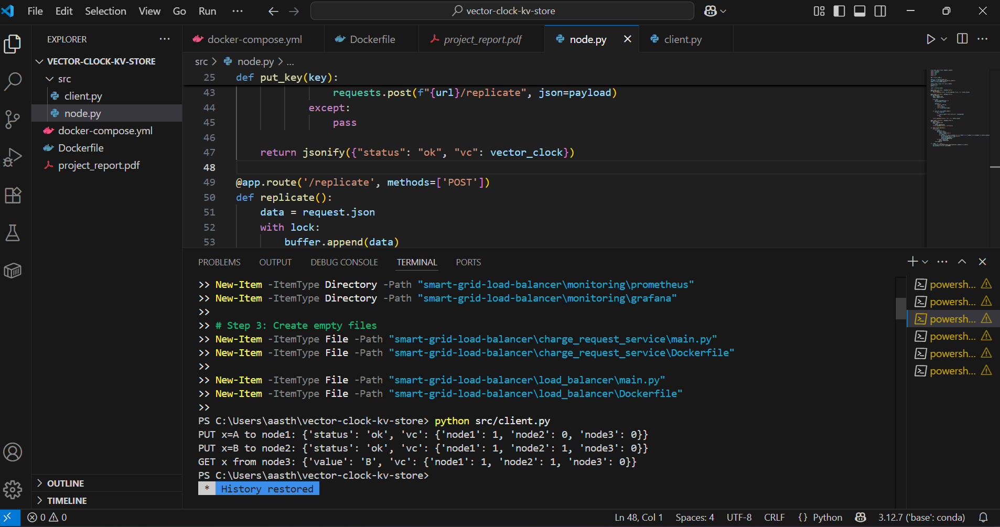 File Edit Selection View Go Run ···
vector-clock-kv-store
EXPLORER ···
VECTOR-CLOCK-KV-STORE
src
client.py
node.py
docker-compose.yml
Dockerfile
project_report.pdf
OUTLINE
TIMELINE
docker-compose.yml Dockerfile project_report.pdf node.py client.py
src > node.py > ...
25 def put_key(key):
43 requests.post(f"{url}/replicate", json=payload)
44 except:
45 pass
46
47 return jsonify({"status": "ok", "vc": vector_clock})
48
49 @app.route('/replicate', methods=['POST'])
50 def replicate():
51 data = request.json
52 with lock:
53 buffer.append(data)
PROBLEMS OUTPUT DEBUG CONSOLE TERMINAL PORTS
>> New-Item -ItemType Directory -Path "smart-grid-load-balancer\monitoring\prometheus"
>> New-Item -ItemType Directory -Path "smart-grid-load-balancer\monitoring\grafana"
>>
>> # Step 3: Create empty files
>> New-Item -ItemType File -Path "smart-grid-load-balancer\charge_request_service\main.py"
>> New-Item -ItemType File -Path "smart-grid-load-balancer\charge_request_service\Dockerfile"
>>
>> New-Item -ItemType File -Path "smart-grid-load-balancer\load_balancer\main.py"
>> New-Item -ItemType File -Path "smart-grid-load-balancer\load_balancer\Dockerfile"
>>
PS C:\Users\aasth\vector-clock-kv-store> python src/client.py
PUT x=A to node1: {'status': 'ok', 'vc': {'node1': 1, 'node2': 0, 'node3': 0}}
PUT x=B to node2: {'status': 'ok', 'vc': {'node1': 1, 'node2': 1, 'node3': 0}}
GET x from node3: {'value': 'B', 'vc': {'node1': 1, 'node2': 1, 'node3': 0}}
PS C:\Users\aasth\vector-clock-kv-store>
* History restored
powersh...
powersh...
powersh...
powersh...
powersh...
powersh...
0 0 Ln 48, Col 1 Spaces: 4 UTF-8 CRLF {} Python 3.12.7 ('base': conda)